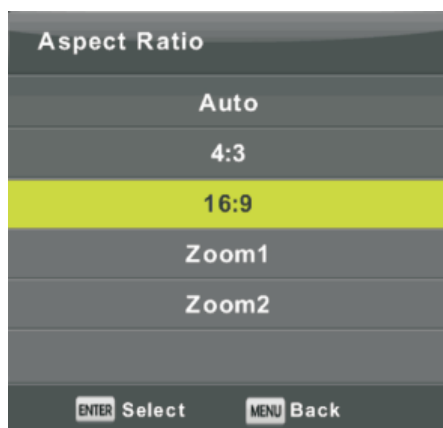 Aspect Ratio
Auto
4:3
16:9
Zoom1
Zoom2
ENTER Select MENU Back